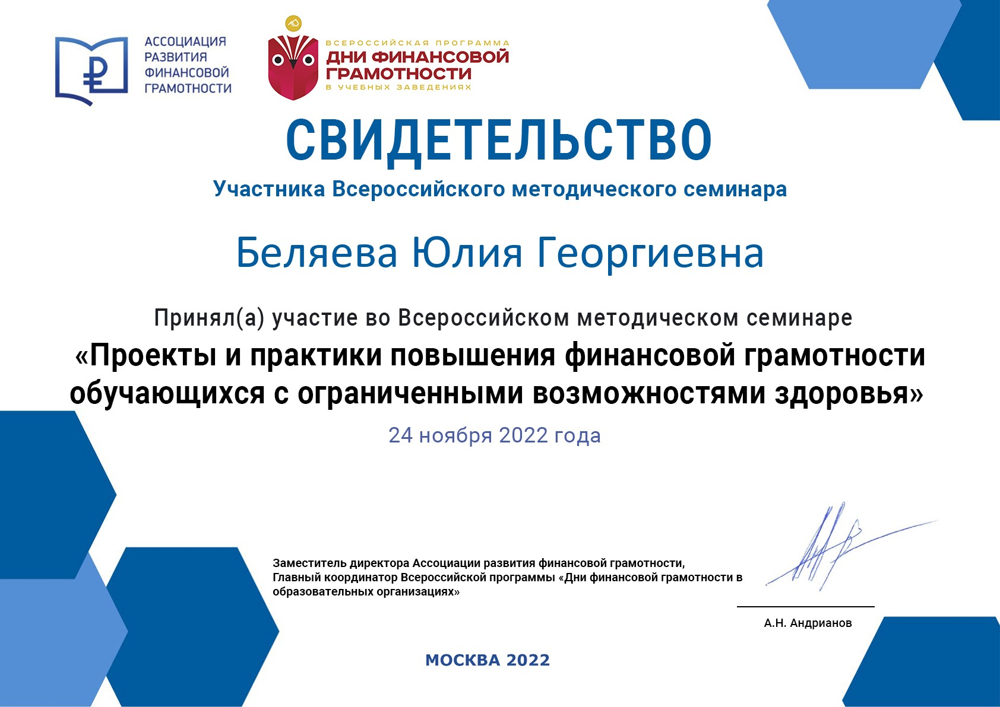 АССОЦИАЦИЯ
РАЗВИТИЯ
ФИНАНСОВОЙ
ГРАМОТНОСТИ
ВСЕРОССИЙСКАЯ ПРОГРАММА
ДНИ ФИНАНСОВОЙ
ГРАМОТНОСТИ
В УЧЕБНЫХ ЗАВЕДЕНИЯХ
СВИДЕТЕЛЬСТВО
Участника Всероссийского методического семинара
Беляева Юлия Георгиевна
Принял(а) участие во Всероссийском методическом семинаре
«Проекты и практики повышения финансовой грамотности
обучающихся с ограниченными возможностями здоровья»
24 ноября 2022 года
Заместитель директора Ассоциации развития финансовой грамотности,
Главный координатор Всероссийской программы «Дни финансовой грамотности в
образовательных организациях»
А.Н. Андрианов
МОСКВА 2022